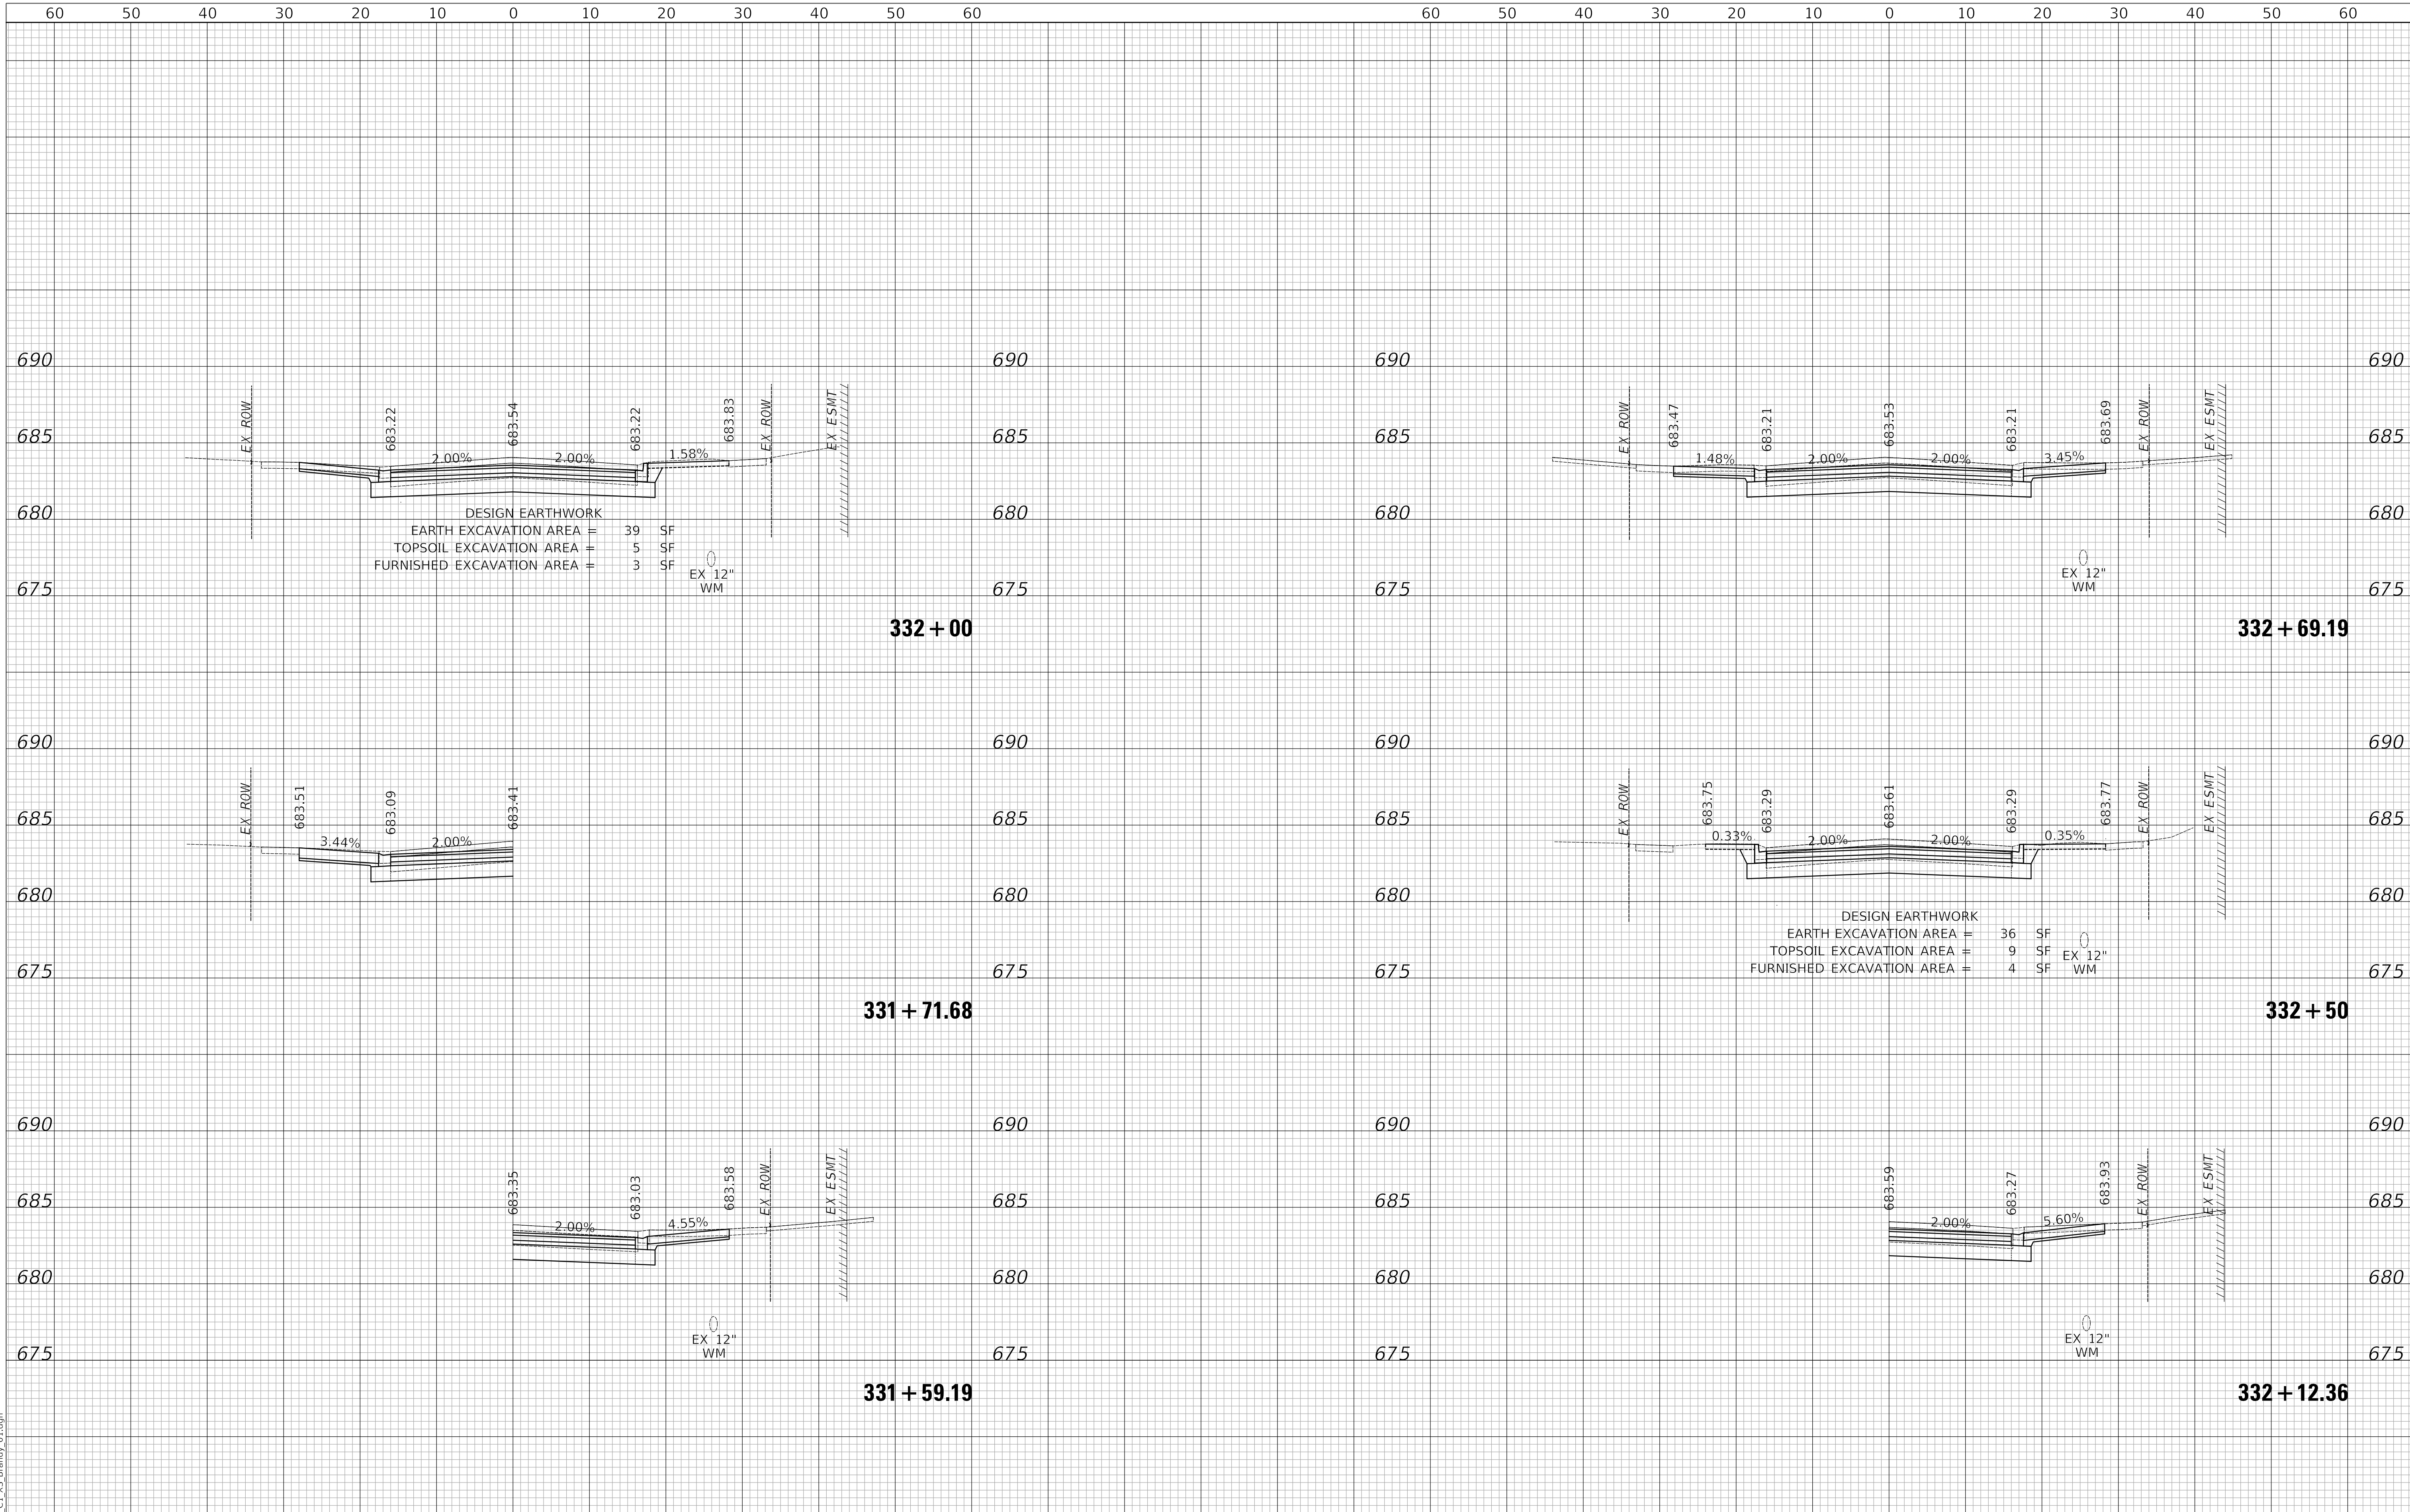 60 50 40 30 20 10 0 10 20 30 40 50 60 60 50 40 30 20 10 0 10 20 30 40 50 60
690 690
685 685
680 680
675 675
EX ROW
683.22
683.54
683.22
683.83
EX ROW
EX ESMT
2.00% 2.00% 1.58%
DESIGN EARTHWORK
EARTH EXCAVATION AREA = 39 SF
TOPSOIL EXCAVATION AREA = 5 SF
FURNISHED EXCAVATION AREA = 3 SF
EX 12"
WM
332+00
690 690
685 685
680 680
675 675
EX ROW
683.47
683.21
683.53
683.21
683.69
EX ROW
EX ESMT
1.48% 2.00% 2.00% 3.45%
EX 12"
WM
332+69.19
690 690
685 685
680 680
675 675
EX ROW
683.51
683.09
683.41
3.44% 2.00%
331+71.68
690 690
685 685
680 680
675 675
EX ROW
683.75
683.29
683.61
683.29
683.77
EX ROW
EX ESMT
0.33% 2.00% 2.00% 0.35%
DESIGN EARTHWORK
EARTH EXCAVATION AREA = 36 SF
TOPSOIL EXCAVATION AREA = 9 SF
FURNISHED EXCAVATION AREA = 4 SF
EX 12"
WM
332+50
690 690
685 685
680 680
675 675
683.35
683.03
683.58
EX ROW
EX ESMT
2.00% 4.55%
EX 12"
WM
331+59.19
690 690
685 685
680 680
675 675
683.59
683.27
683.93
EX ROW
EX ESMT
2.00% 5.60%
EX 12"
WM
332+12.36